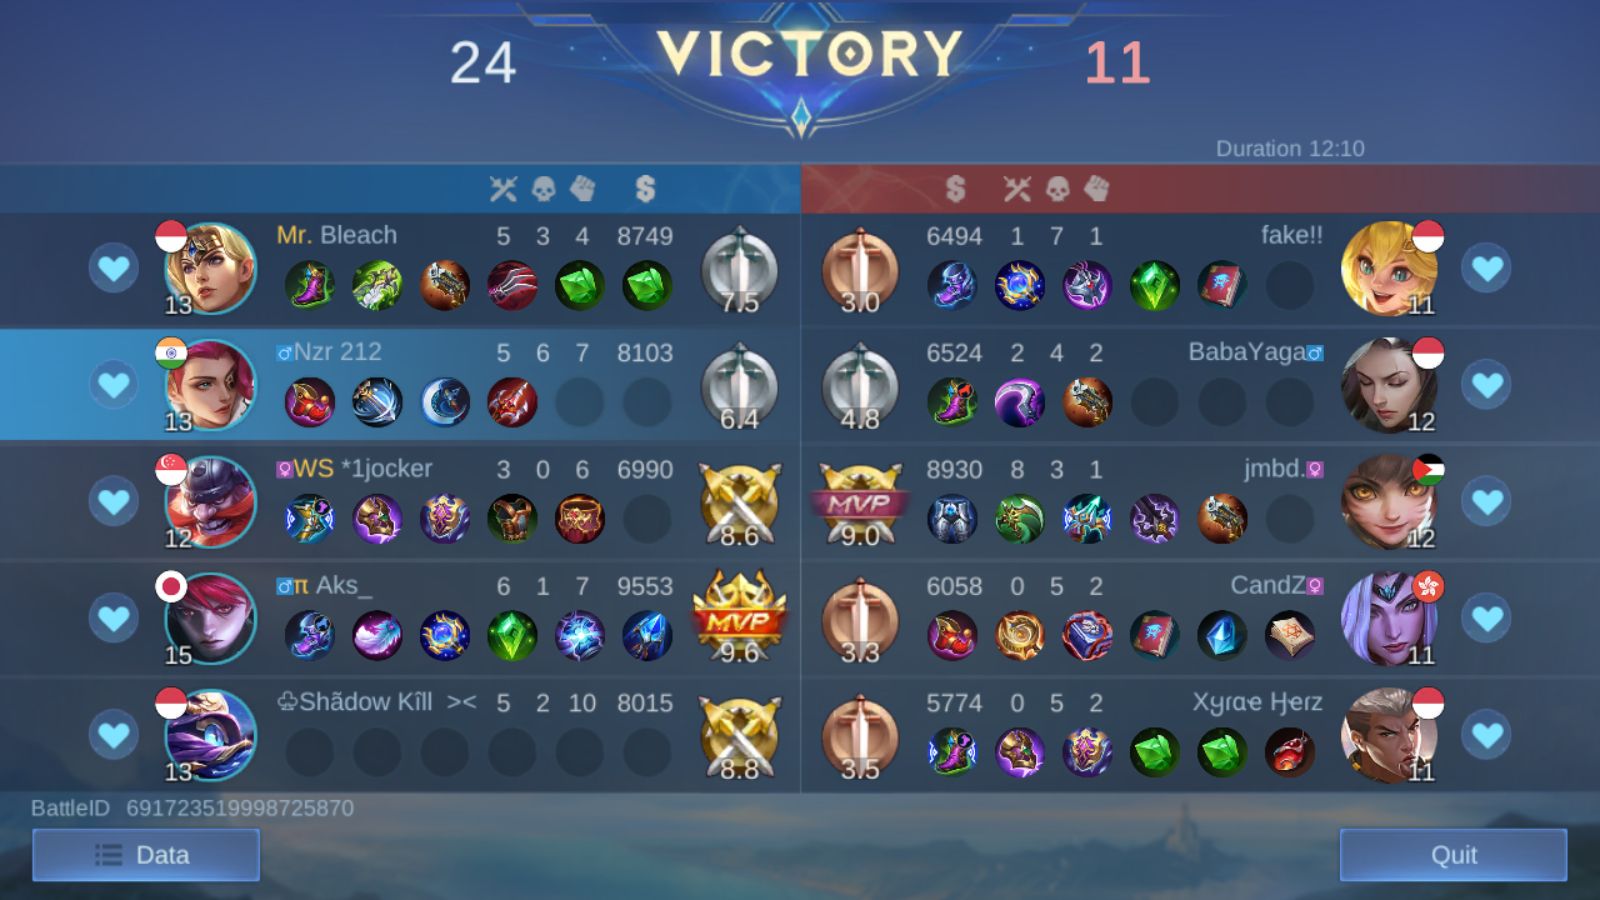 24 VICTORY 11
Duration 12:10
Mr. Bleach 5 3 4 8749
13 7.5
6494 1 7 1 fake!!
3.0 11
Nzr 212 5 6 7 8103
13 6.4
6524 2 4 2 BabaYaga
4.8 12
WS *1jocker 3 0 6 6990
12 8.6
8930 8 3 1 jmbd.
MVP
9.0 12
π Aks_ 6 1 7 9553
MVP
15 9.6
6058 0 5 2 CandZ
3.3 11
♧Shãdow Kîll >< 5 2 10 8015
13 8.8
5774 0 5 2
3.5 11
BattleID 691723519998725870
Data
Quit